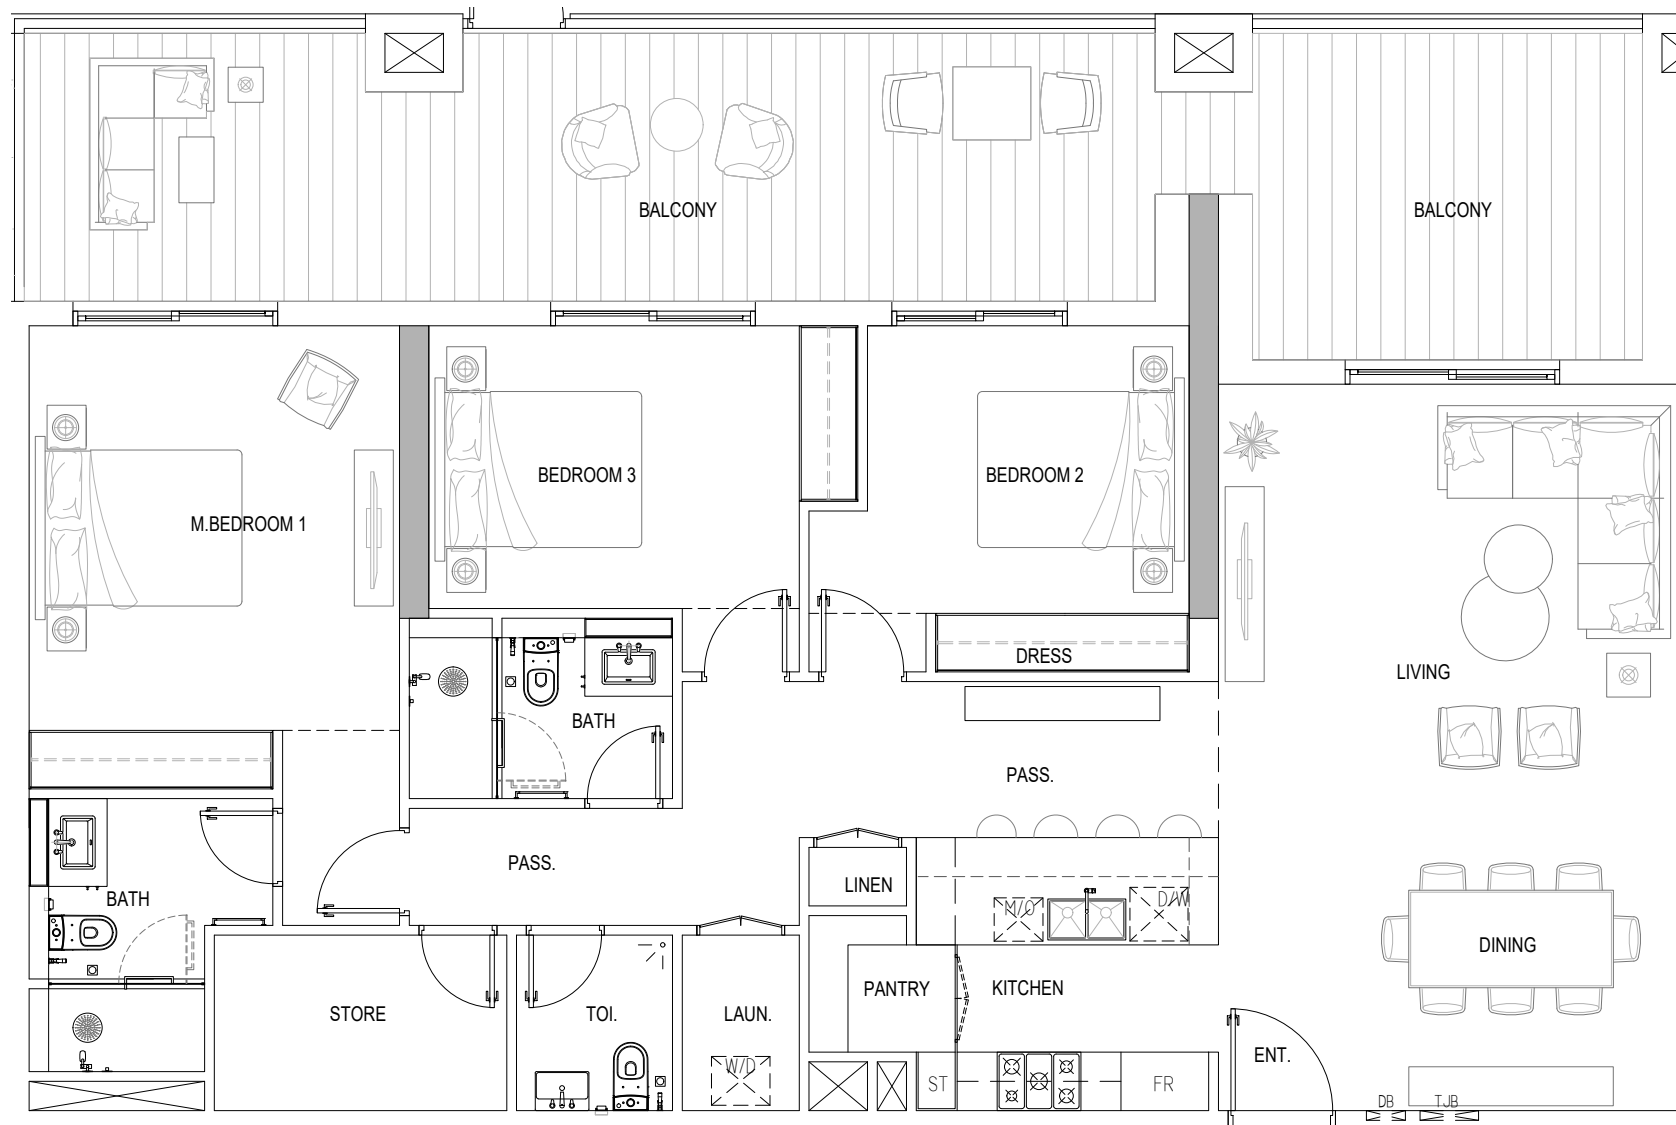 BALCONY
BALCONY
BEDROOM 3
BEDROOM 2
M.BEDROOM 1
DRESS
LIVING
BATH
PASS.
PASS.
LINEN
BATH
M/O
D/W
DINING
PANTRY
KITCHEN
STORE
TOI.
LAUN.
ENT.
W/D
ST
FR
DB
TJB